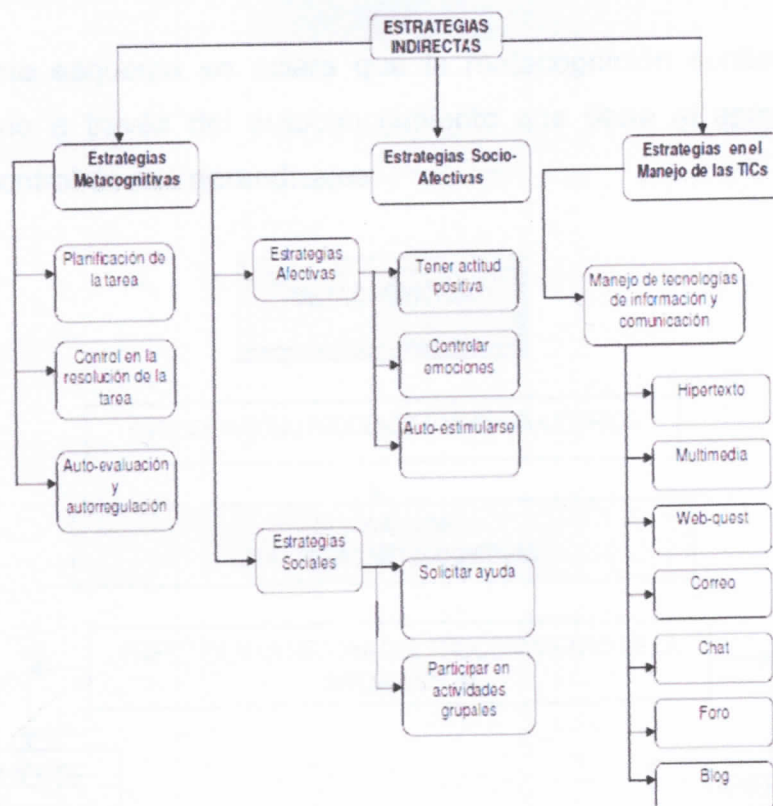 ESTRATEGIAS
INDIRECTAS
Estrategias
Metacognitivas
Estrategias Socio-
Afectivas
Estrategias en el
Manejo de las TICs
Planificación de
la tarea
Control en la
resolución de la
tarea
Auto-evaluación
y
autorregulación
Estrategias
Afectivas
Tener actitud
positiva
Controlar
emociones
Auto-estimularse
Estrategias
Sociales
Solicitar ayuda
Participar en
actividades
grupales
Manejo de tecnologías
de información y
comunicación
Hipertexto
Multimedia
Web-quest
Correo
Chat
Foro
Blog